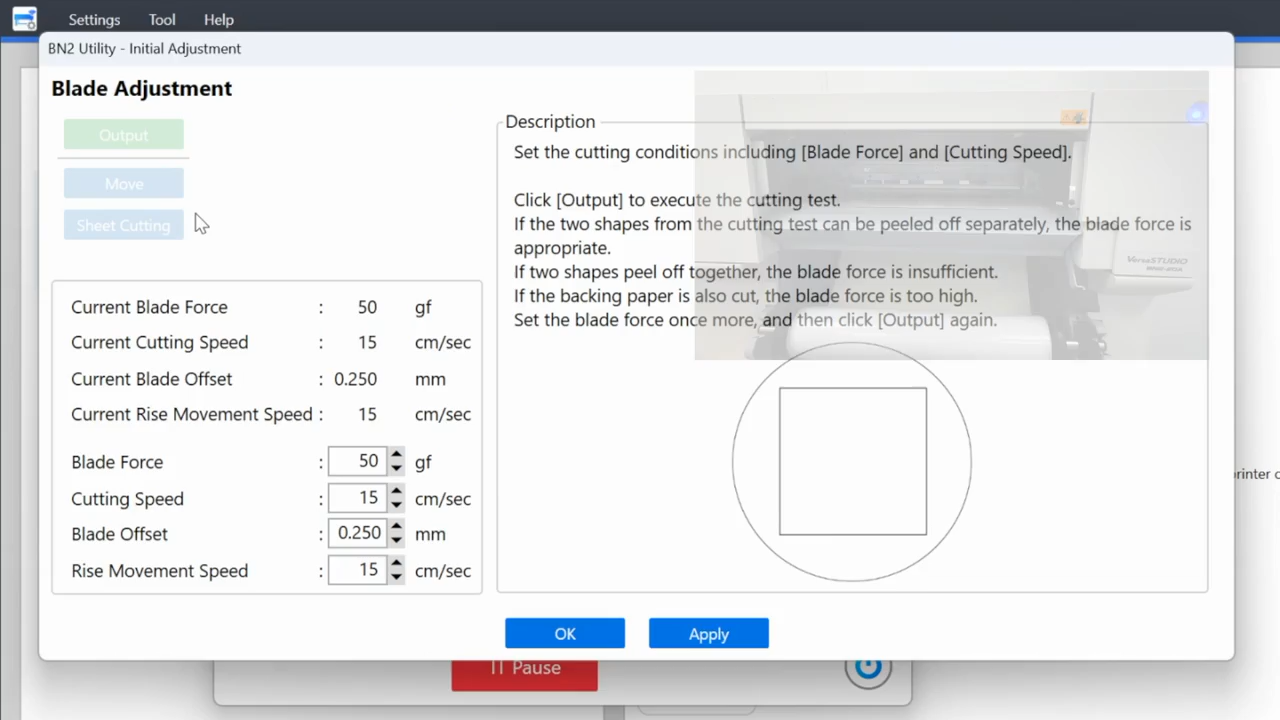 Settings Tool Help
BN2 Utility - Initial Adjustment
Blade Adjustment
Output
Move
Sheet Cutting
Current Blade Force : 50 gf
Current Cutting Speed : 15 cm/sec
Current Blade Offset : 0.250 mm
Current Rise Movement Speed : 15 cm/sec
Blade Force : 50 gf
Cutting Speed : 15 cm/sec
Blade Offset : 0.250 mm
Rise Movement Speed : 15 cm/sec
Description
Set the cutting conditions including [Blade Force] and [Cutting Speed].
Click [Output] to execute the cutting test.
If the two shapes from the cutting test can be peeled off separately, the blade force is
appropriate.
If two shapes peel off together, the blade force is insufficient.
If the backing paper is also cut, the blade force is too high.
Set the blade force once more, and then click [Output] again.
VersaSTUDIO
OK Apply
Pause
rinter c